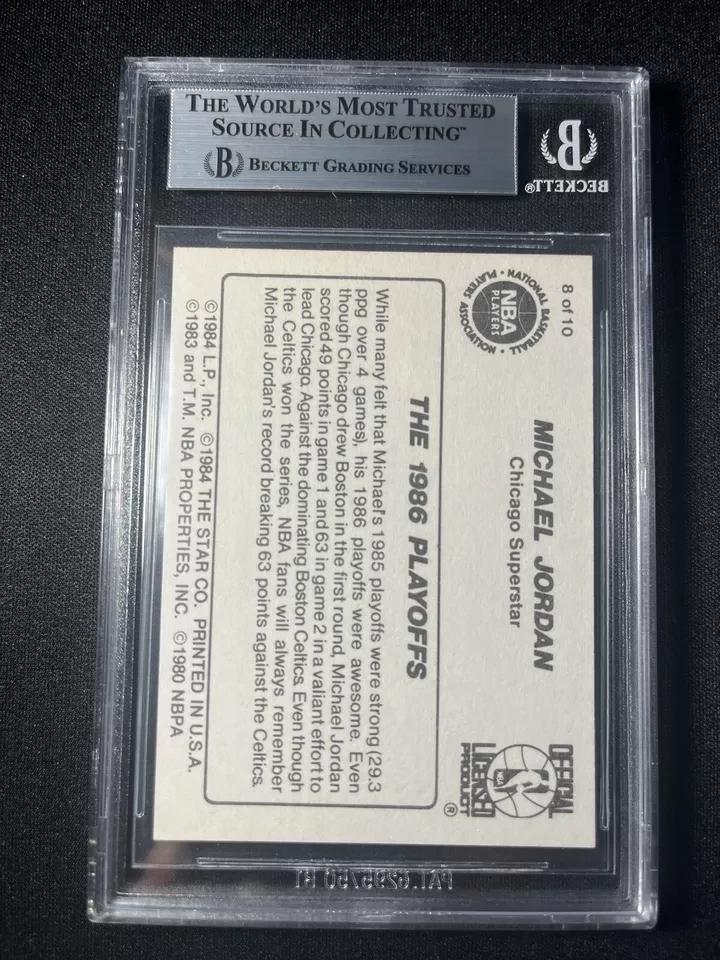 THE WORLD'S MOST TRUSTED
SOURCE IN COLLECTING™
B BECKETT GRADING SERVICES
B
BECKETT®
8 of 10
MICHAEL JORDAN
Chicago Superstar
NATIONAL BASKETBALL
PLAYERS • ASSOCIATION •
NBA
PLAYERS
OFFICIAL
NBA
LICENSED
PRODUCT
®
THE 1986 PLAYOFFS
While many felt that Michael's 1985 playoffs were strong (29.3
ppg over 4 games), his 1986 playoffs were awesome. Even
though Chicago drew Boston in the first round, Michael Jordan
scored 49 points in game 1 and 63 in game 2 in a valiant effort to
lead Chicago. Against the dominating Boston Celtics. Even though
the Celtics won the series, NBA fans will always remember
Michael Jordan's record breaking 63 points against the Celtics.
©1984 L.P., Inc. ©1984 THE STAR CO. PRINTED IN U.S.A.
©1983 and T.M. NBA PROPERTIES, INC. ©1980 NBPA